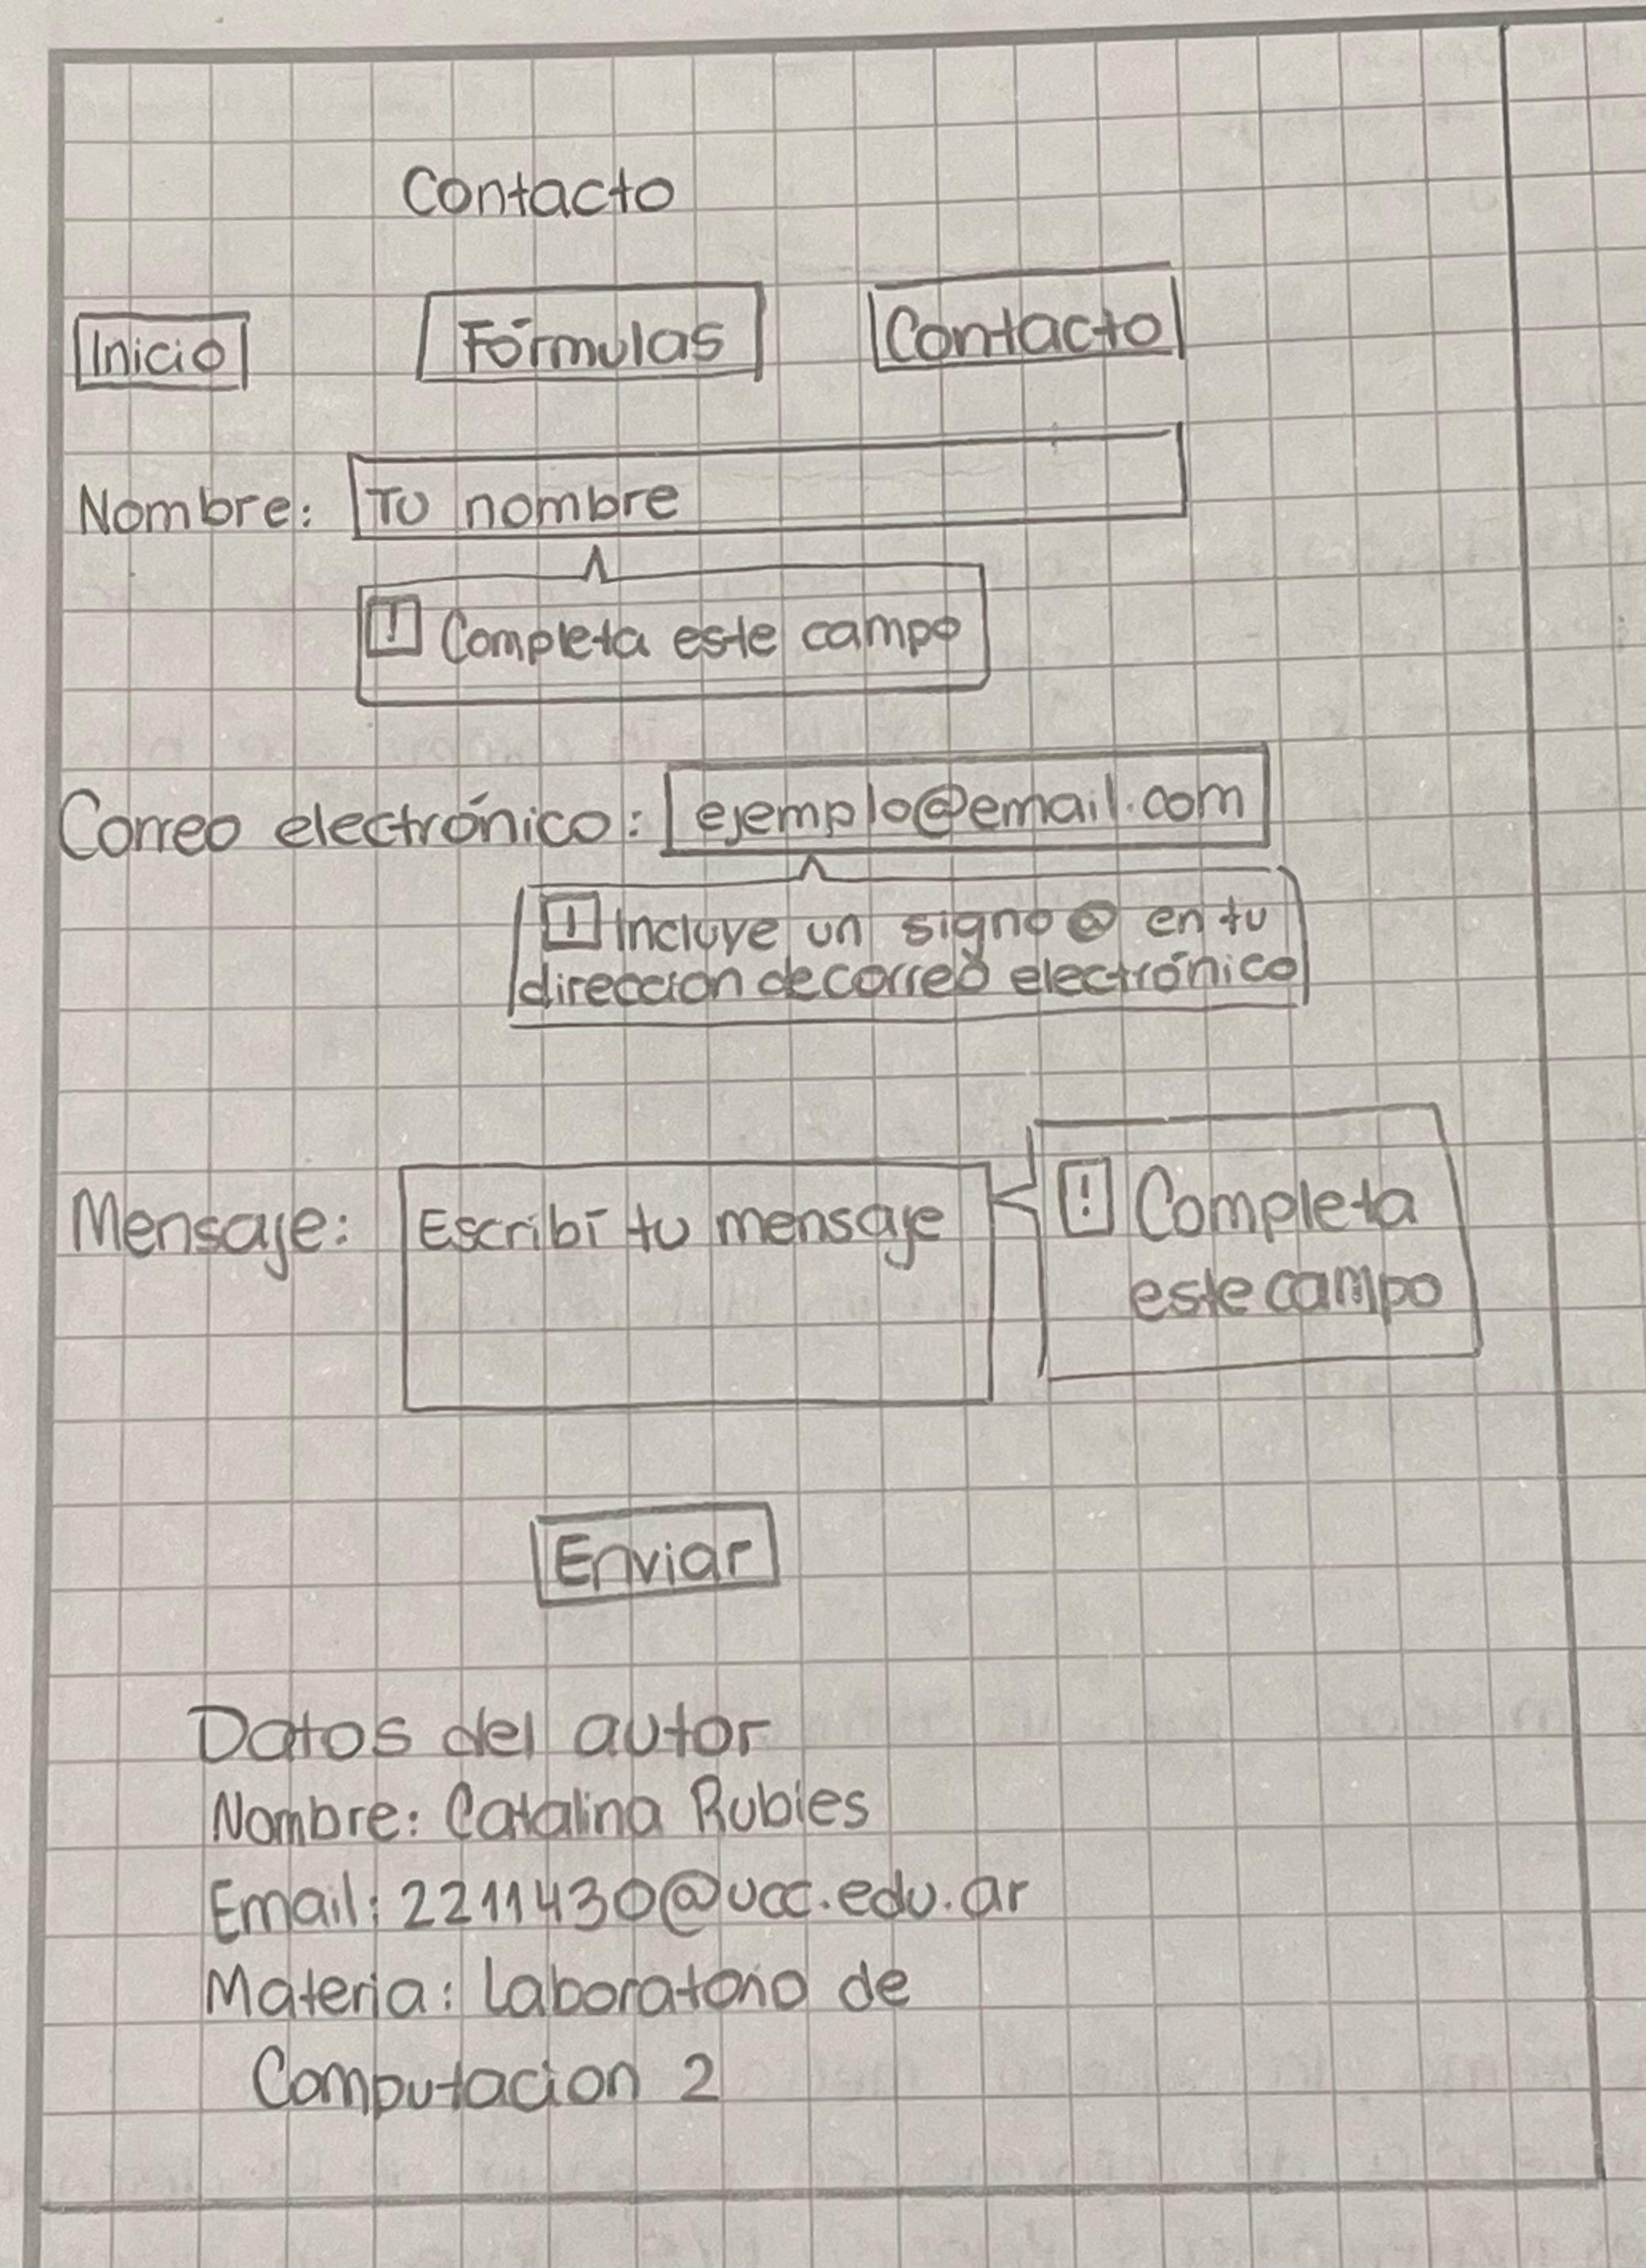 Contacto
Inicio Fórmulas Contacto
Nombre: Tu nombre
! Completa este campo
Correo electrónico: ejemplo@email.com
! Incluye un signo @ en tu
direccion de correo electrónico
Mensaje: Escribí tu mensaje
! Completa
este campo
Enviar
Datos del autor
Nombre: Catalina Rubies
Email: 2211430@ucc.edu.ar
Materia: Laboratorio de
Computacion 2